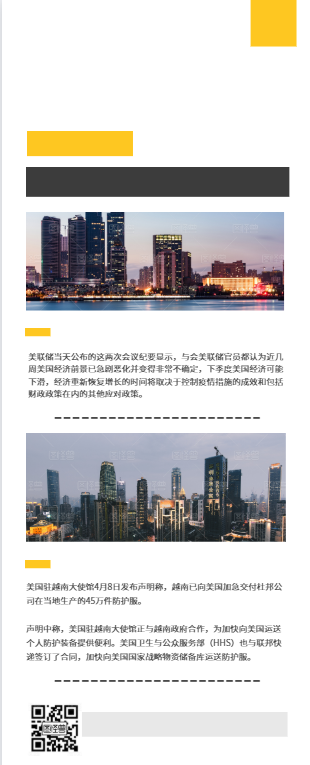 美联储当天公布的这两次会议纪要显示，与会美联储官员都认为近几
周美国经济前景已急剧恶化并变得非常不确定，下季度美国经济可能
下滑，经济重新恢复增长的时间将取决于控制疫情措施的成效和包括
财政政策在内的其他应对政策。
美国驻越南大使馆4月8日发布声明称，越南已向美国加急交付杜邦公
司在当地生产的45万件防护服。
声明中称，美国驻越南大使馆正与越南政府合作，为加快向美国运送
个人防护装备提供便利。美国卫生与公众服务部（HHS）也与联邦快
递签订了合同，加快向美国国家战略物资储备库运送防护服。